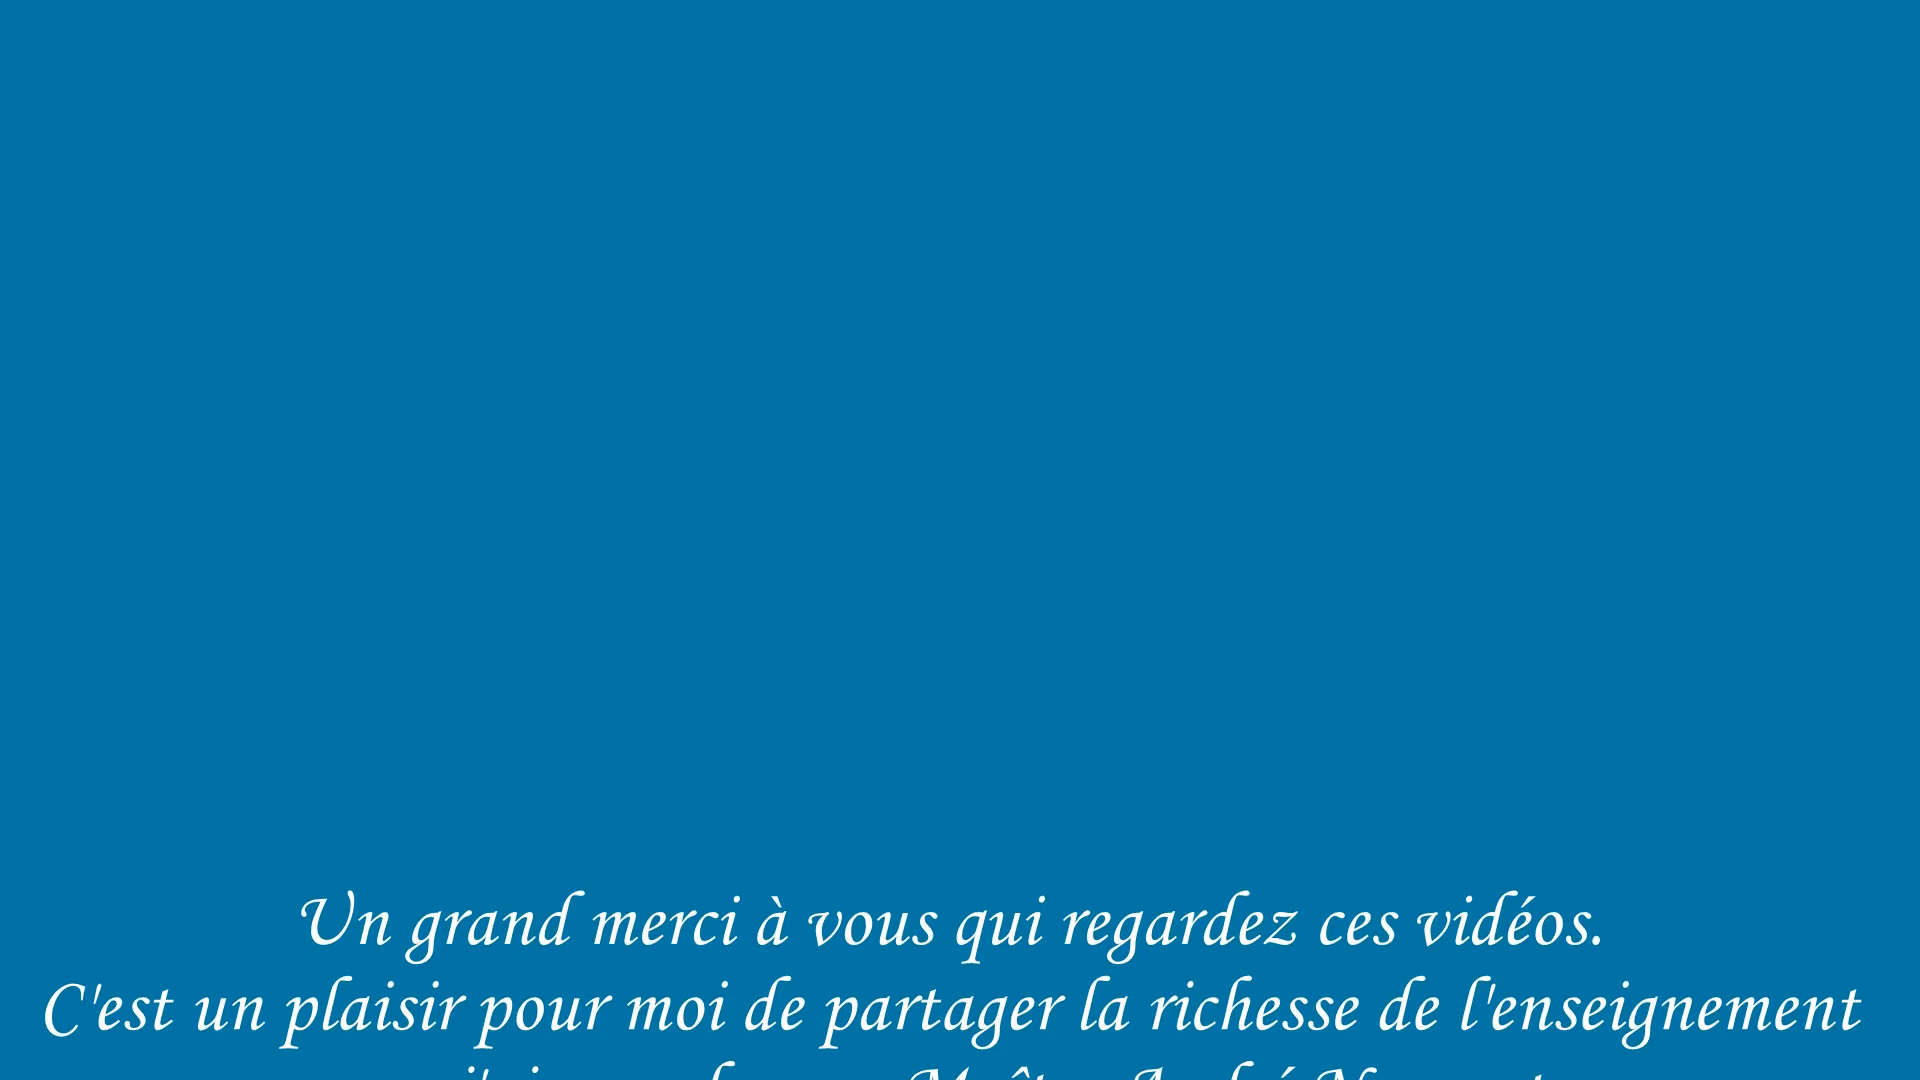 Un grand merci à vous qui regardez ces vidéos.
C'est un plaisir pour moi de partager la richesse de l'enseignement